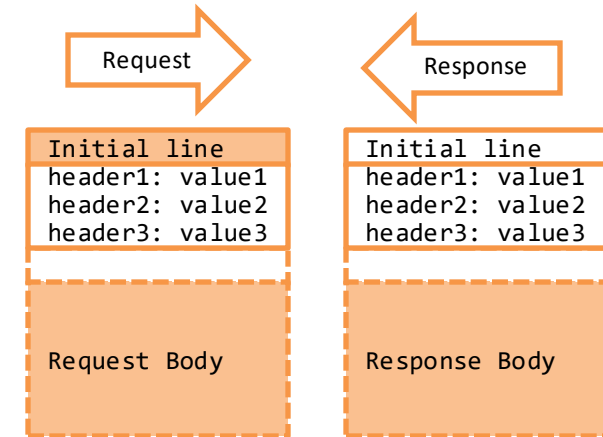 Request
Response
Initial line
header1: value1
header2: value2
header3: value3
Request Body
Initial line
header1: value1
header2: value2
header3: value3
Response Body